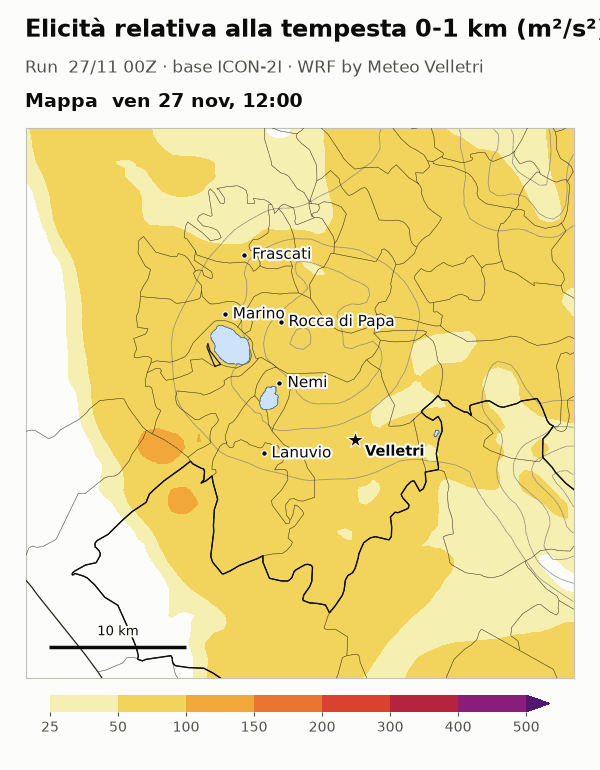 Elicità relativa alla tempesta 0-1 km (m²/s²)
Run 27/11 00Z · base ICON-2I · WRF by Meteo Velletri
Mappa ven 27 nov, 12:00
Frascati
Marino
Rocca di Papa
Nemi
Velletri
Lanuvio
10 km
25 50 100 150 200 300 400 500